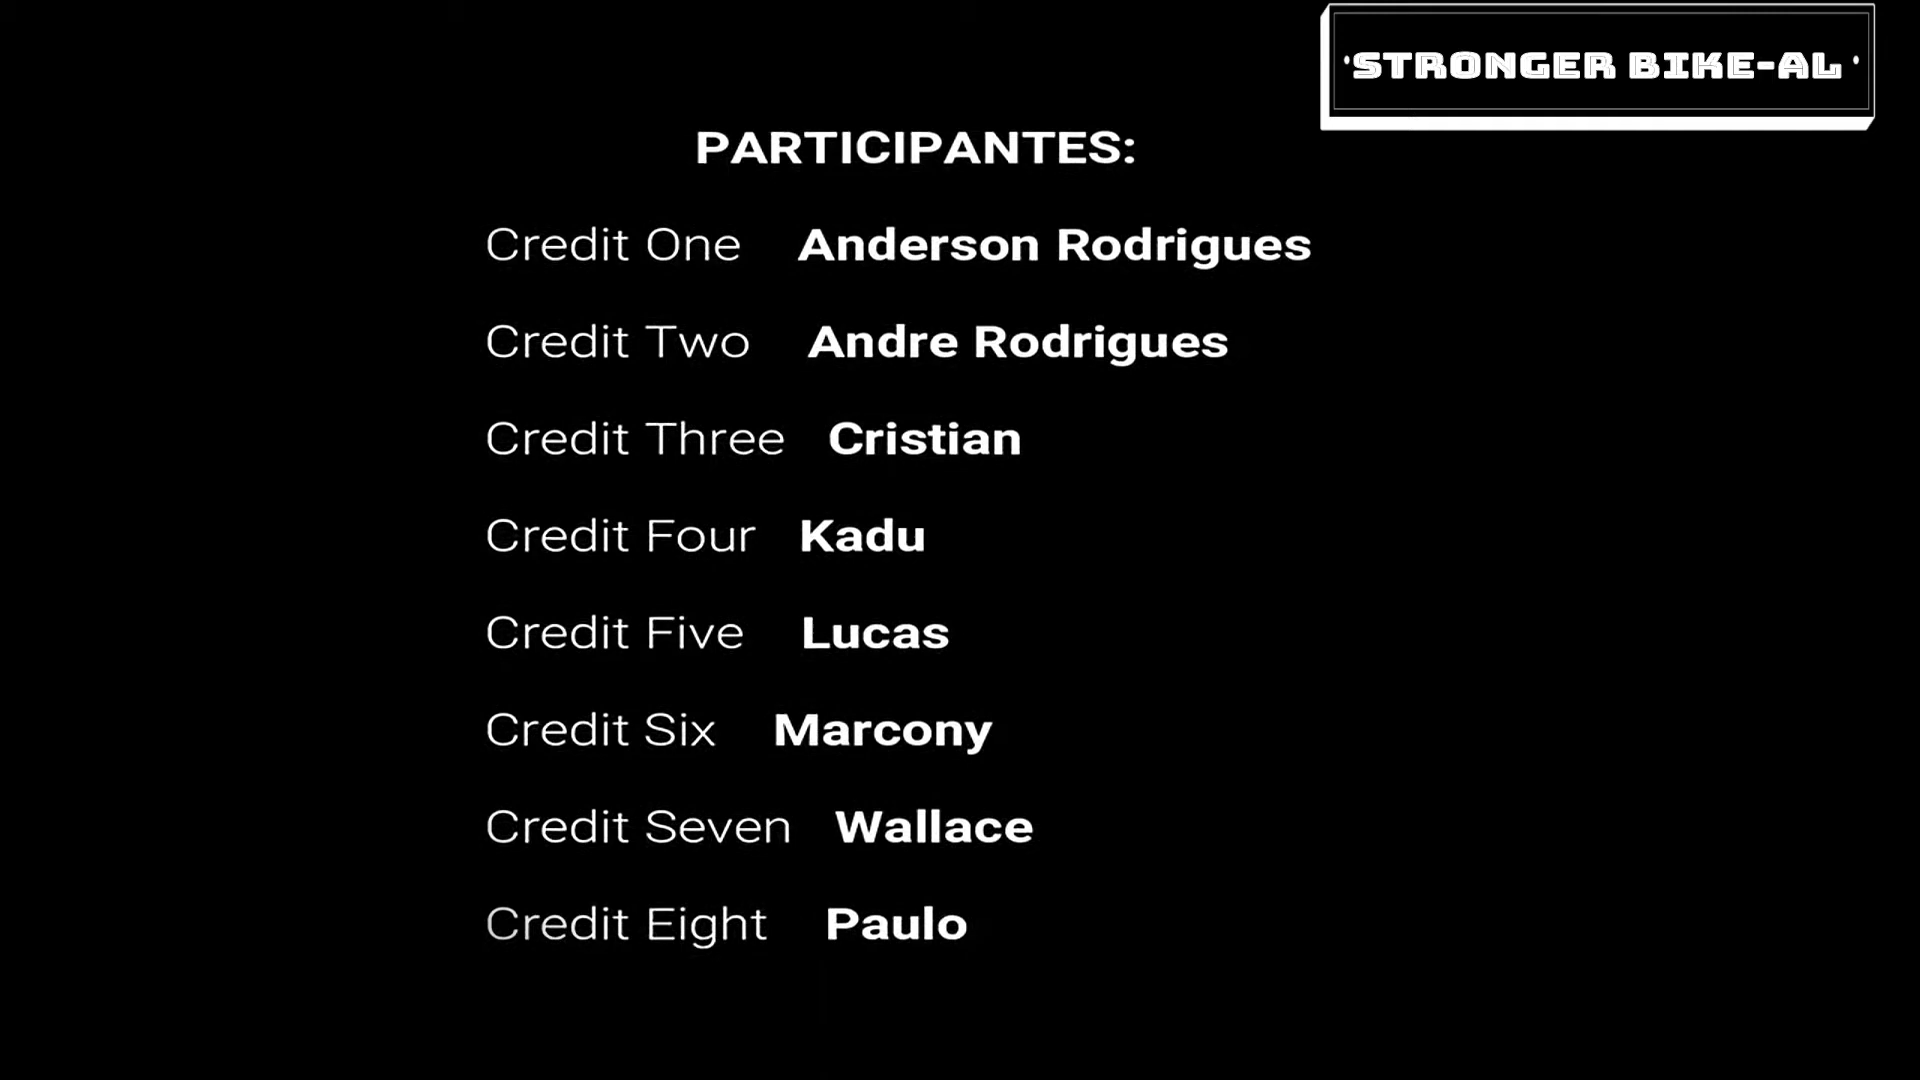 STRONGER BIKE-AL
PARTICIPANTES:
Credit One Anderson Rodrigues
Credit Two Andre Rodrigues
Credit Three Cristian
Credit Four Kadu
Credit Five Lucas
Credit Six Marcony
Credit Seven Wallace
Credit Eight Paulo